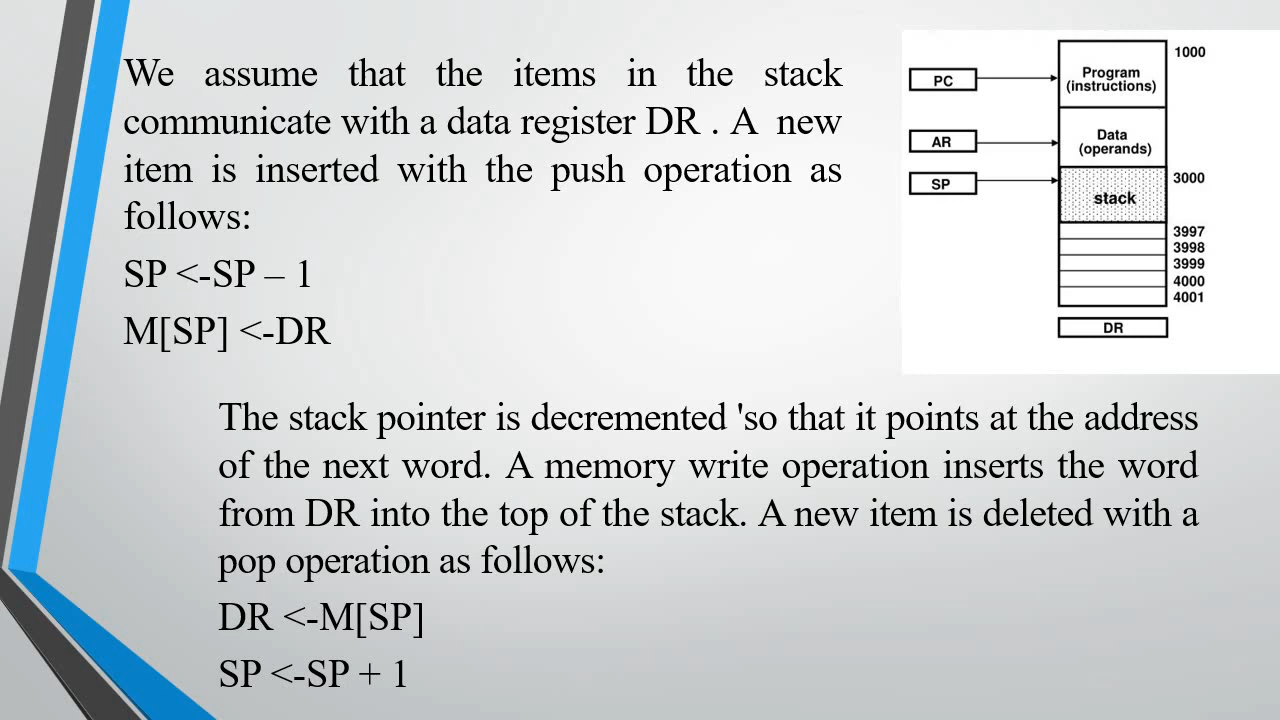 We assume that the items in the stack
communicate with a data register DR . A new
item is inserted with the push operation as
follows:
SP <-SP – 1
M[SP] <-DR
PC
AR
SP
Program
(instructions)
Data
(operands)
stack
1000
3000
3997
3998
3999
4000
4001
DR
The stack pointer is decremented 'so that it points at the address
of the next word. A memory write operation inserts the word
from DR into the top of the stack. A new item is deleted with a
pop operation as follows:
DR <-M[SP]
SP <-SP + 1